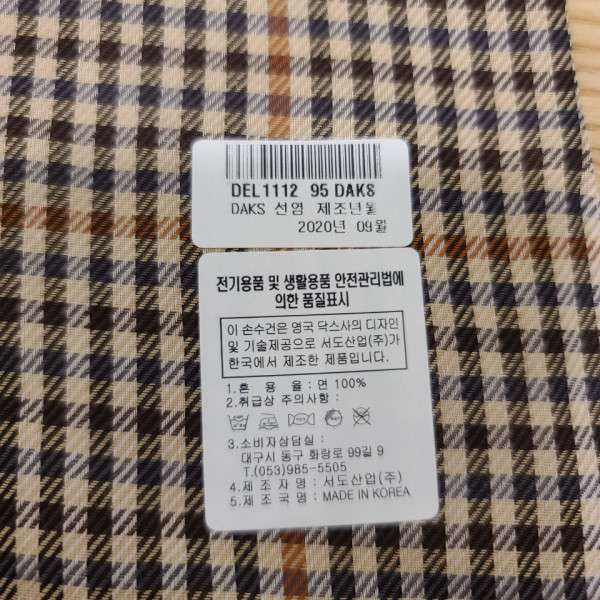 DEL1112 95 DAKS
DAKS 선영 제조년월
2020년 09월
전기용품 및 생활용품 안전관리법에
의한 품질표시
이 손수건은 영국 닥스사의 디자인
및 기술제공으로 서도산업(주)가
한국에서 제조한 제품입니다.
1.혼 용 율 : 면 100%
2.취급상 주의사항 :
3.소비자상담실 :
대구시 동구 화랑로 99길 9
T.(053)985-5505
4.제 조 자 명 : 서도산업(주)
5.제 조 국 명 : MADE IN KOREA